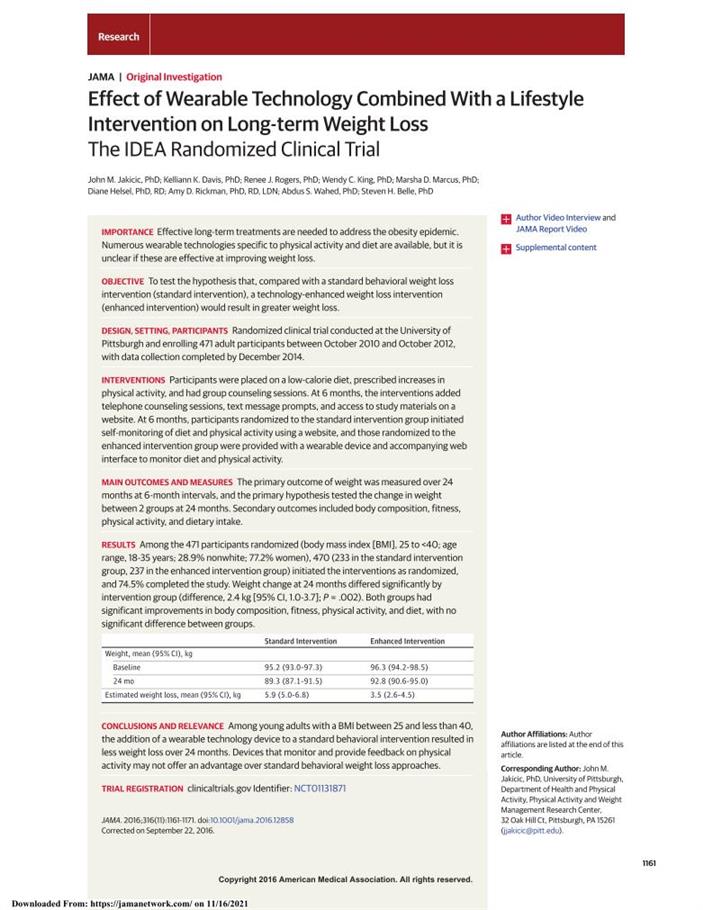 Research
JAMA | Original Investigation
Effect of Wearable Technology Combined With a Lifestyle
Intervention on Long-term Weight Loss
The IDEA Randomized Clinical Trial
John M. Jakicic, PhD; Kelliann K. Davis, PhD; Renee J. Rogers, PhD; Wendy C. King, PhD; Marsha D. Marcus, PhD;
Diane Helsel, PhD, RD; Amy D. Rickman, PhD, RD, LDN; Abdus S. Wahed, PhD; Steven H. Belle, PhD
IMPORTANCE Effective long-term treatments are needed to address the obesity epidemic.
Numerous wearable technologies specific to physical activity and diet are available, but it is
unclear if these are effective at improving weight loss.
OBJECTIVE To test the hypothesis that, compared with a standard behavioral weight loss
intervention (standard intervention), a technology-enhanced weight loss intervention
(enhanced intervention) would result in greater weight loss.
DESIGN, SETTING, PARTICIPANTS Randomized clinical trial conducted at the University of
Pittsburgh and enrolling 471 adult participants between October 2010 and October 2012,
with data collection completed by December 2014.
INTERVENTIONS Participants were placed on a low-calorie diet, prescribed increases in
physical activity, and had group counseling sessions. At 6 months, the interventions added
telephone counseling sessions, text message prompts, and access to study materials on a
website. At 6 months, participants randomized to the standard intervention group initiated
self-monitoring of diet and physical activity using a website, and those randomized to the
enhanced intervention group were provided with a wearable device and accompanying web
interface to monitor diet and physical activity.
MAIN OUTCOMES AND MEASURES The primary outcome of weight was measured over 24
months at 6-month intervals, and the primary hypothesis tested the change in weight
between 2 groups at 24 months. Secondary outcomes included body composition, fitness,
physical activity, and dietary intake.
RESULTS Among the 471 participants randomized (body mass index [BMI], 25 to <40; age
range, 18-35 years; 28.9% nonwhite; 77.2% women), 470 (233 in the standard intervention
group, 237 in the enhanced intervention group) initiated the interventions as randomized,
and 74.5% completed the study. Weight change at 24 months differed significantly by
intervention group (difference, 2.4 kg [95% CI, 1.0-3.7]; P = .002). Both groups had
significant improvements in body composition, fitness, physical activity, and diet, with no
significant difference between groups.
Standard Intervention Enhanced Intervention
Weight, mean (95% CI), kg
Baseline 95.2 (93.0-97.3) 96.3 (94.2-98.5)
24 mo 89.3 (87.1-91.5) 92.8 (90.6-95.0)
Estimated weight loss, mean (95% CI), kg 5.9 (5.0-6.8) 3.5 (2.6-4.5)
CONCLUSIONS AND RELEVANCE Among young adults with a BMI between 25 and less than 40,
the addition of a wearable technology device to a standard behavioral intervention resulted in
less weight loss over 24 months. Devices that monitor and provide feedback on physical
activity may not offer an advantage over standard behavioral weight loss approaches.
TRIAL REGISTRATION clinicaltrials.gov Identifier: NCT01131871
JAMA. 2016;316(11):1161-1171. doi:10.1001/jama.2016.12858
Corrected on September 22, 2016.
Author Video Interview and
JAMA Report Video
Supplemental content
Author Affiliations: Author
affiliations are listed at the end of this
article.
Corresponding Author: John M.
Jakicic, PhD, University of Pittsburgh,
Department of Health and Physical
Activity, Physical Activity and Weight
Management Research Center,
32 Oak Hill Ct, Pittsburgh, PA 15261
(jjakicic@pitt.edu).
1161
Copyright 2016 American Medical Association. All rights reserved.
Downloaded From: https://jamanetwork.com/ on 11/16/2021